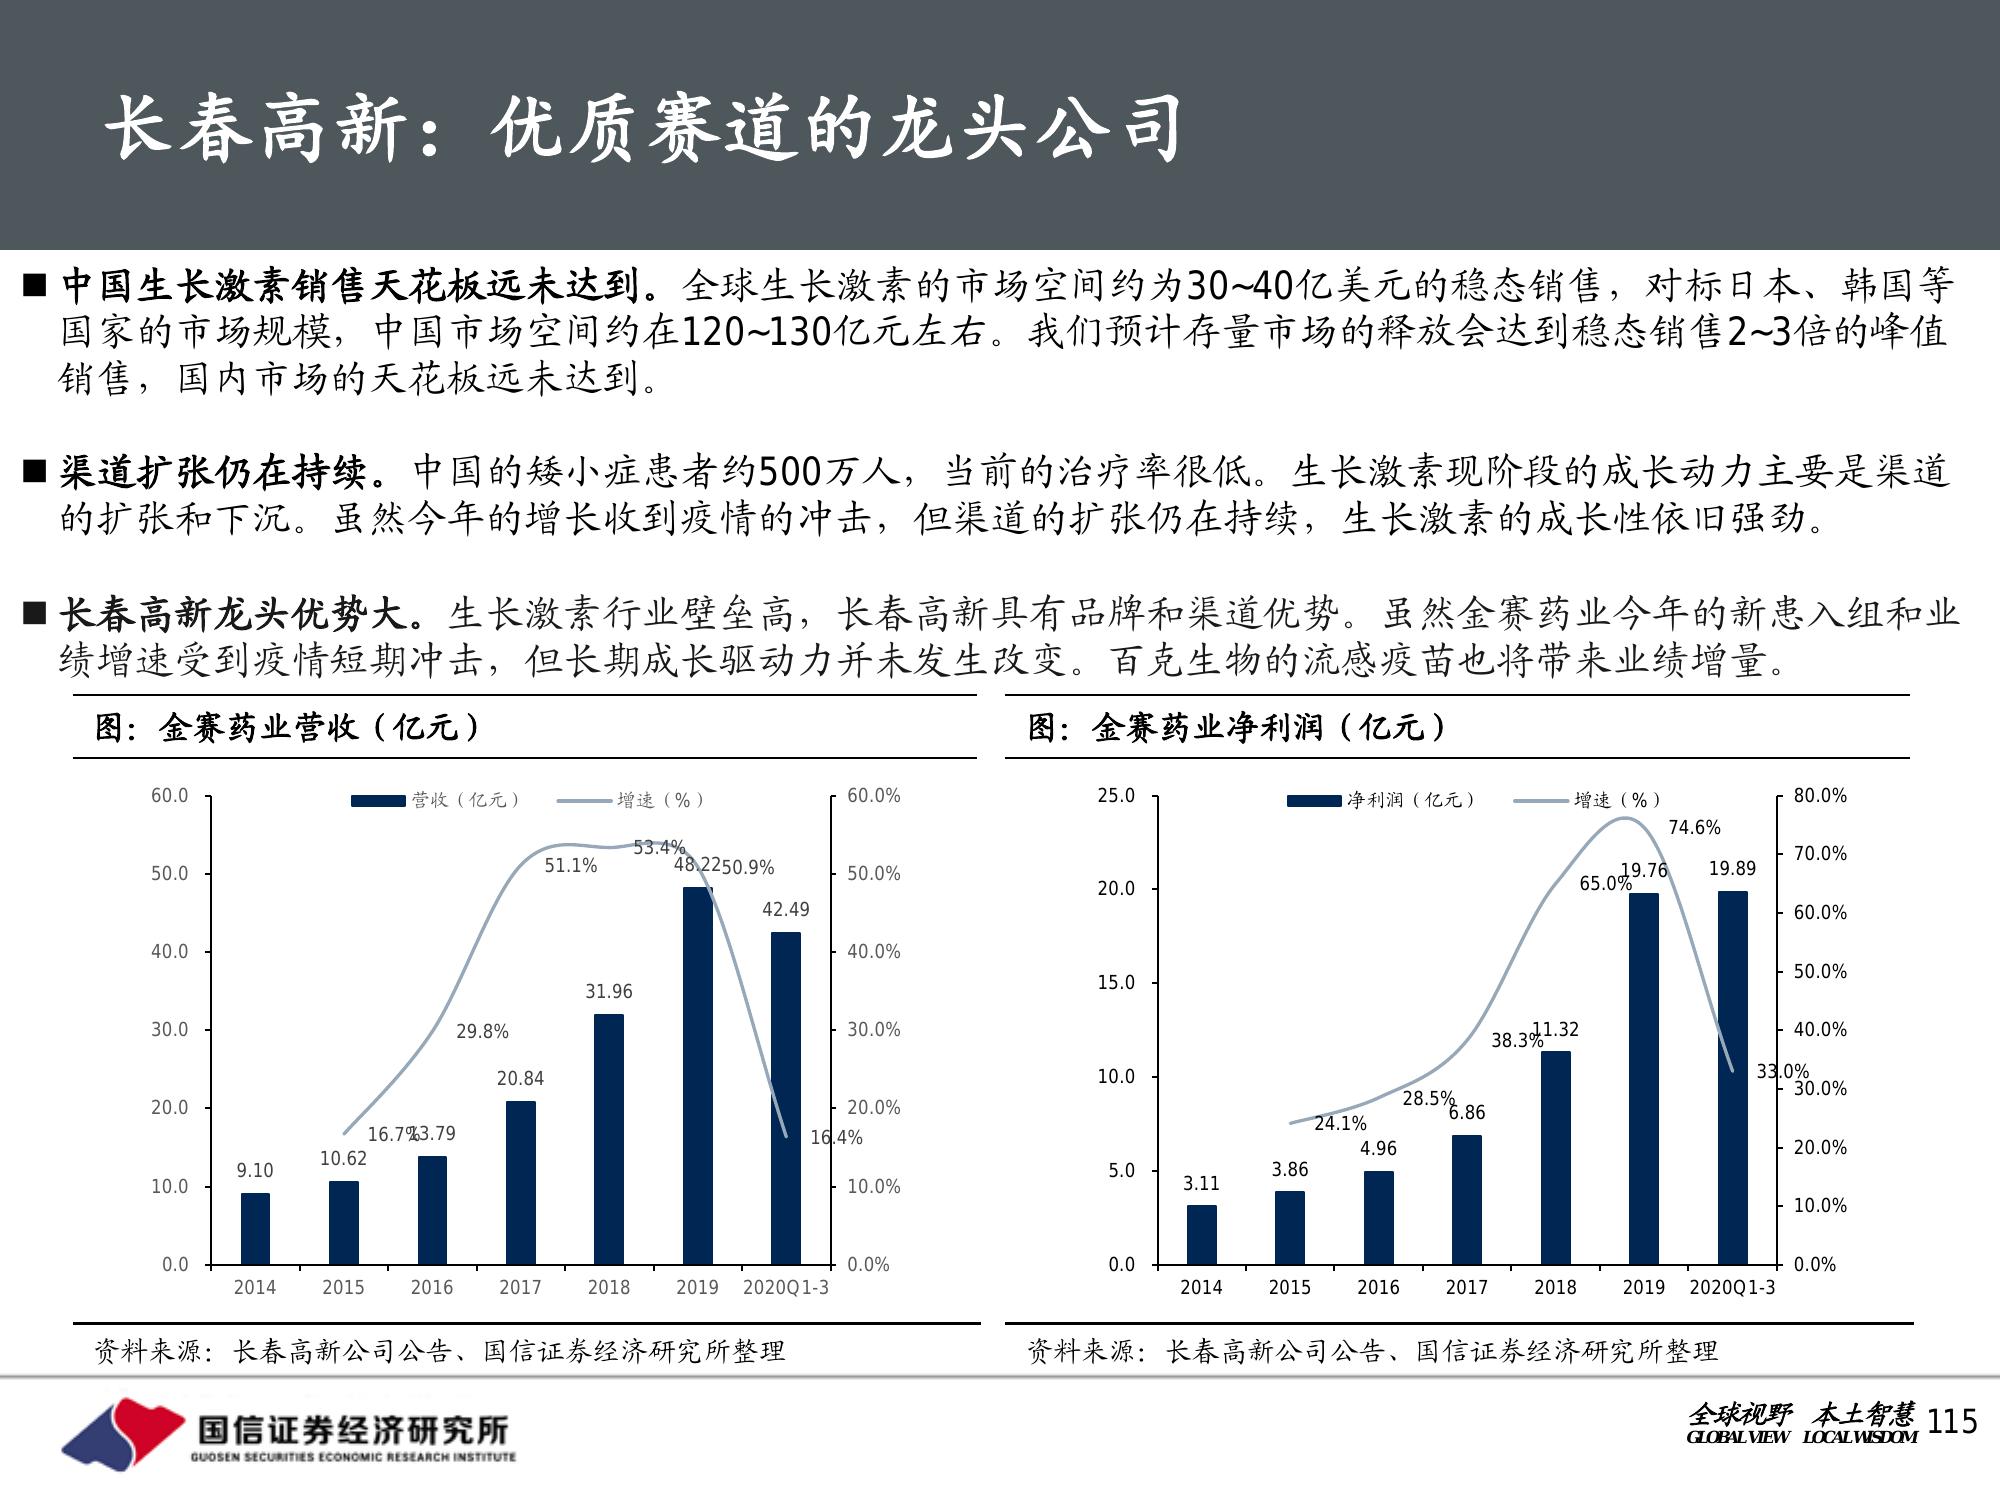 长春高新：优质赛道的龙头公司
■ 中国生长激素销售天花板远未达到。全球生长激素的市场空间约为30~40亿美元的稳态销售，对标日本、韩国等
国家的市场规模，中国市场空间约在120~130亿元左右。我们预计存量市场的释放会达到稳态销售2~3倍的峰值
销售，国内市场的天花板远未达到。
■ 渠道扩张仍在持续。中国的矮小症患者约500万人，当前的治疗率很低。生长激素现阶段的成长动力主要是渠道
的扩张和下沉。虽然今年的增长收到疫情的冲击，但渠道的扩张仍在持续，生长激素的成长性依旧强劲。
■ 长春高新龙头优势大。生长激素行业壁垒高，长春高新具有品牌和渠道优势。虽然金赛药业今年的新患入组和业
绩增速受到疫情短期冲击，但长期成长驱动力并未发生改变。百克生物的流感疫苗也将带来业绩增量。
图：金赛药业营收（亿元）
营收（亿元） 增速（%）
60.0
50.0
40.0
30.0
20.0
10.0
0.0
60.0%
50.0%
40.0%
30.0%
20.0%
10.0%
0.0%
9.10
10.62
13.79
20.84
31.96
48.22
42.49
16.7%
29.8%
51.1%
53.4%
50.9%
16.4%
2014 2015 2016 2017 2018 2019 2020Q1-3
资料来源：长春高新公司公告、国信证券经济研究所整理
图：金赛药业净利润（亿元）
净利润（亿元） 增速（%）
25.0
20.0
15.0
10.0
5.0
0.0
80.0%
70.0%
60.0%
50.0%
40.0%
30.0%
20.0%
10.0%
0.0%
3.11
3.86
4.96
6.86
11.32
19.76
19.89
24.1%
28.5%
38.3%
65.0%
74.6%
33.0%
2014 2015 2016 2017 2018 2019 2020Q1-3
资料来源：长春高新公司公告、国信证券经济研究所整理
国信证券经济研究所
GUOSEN SECURITIES ECONOMIC RESEARCH INSTITUTE
全球视野 本土智慧
GLOBAL VIEW LOCAL WISDOM
115